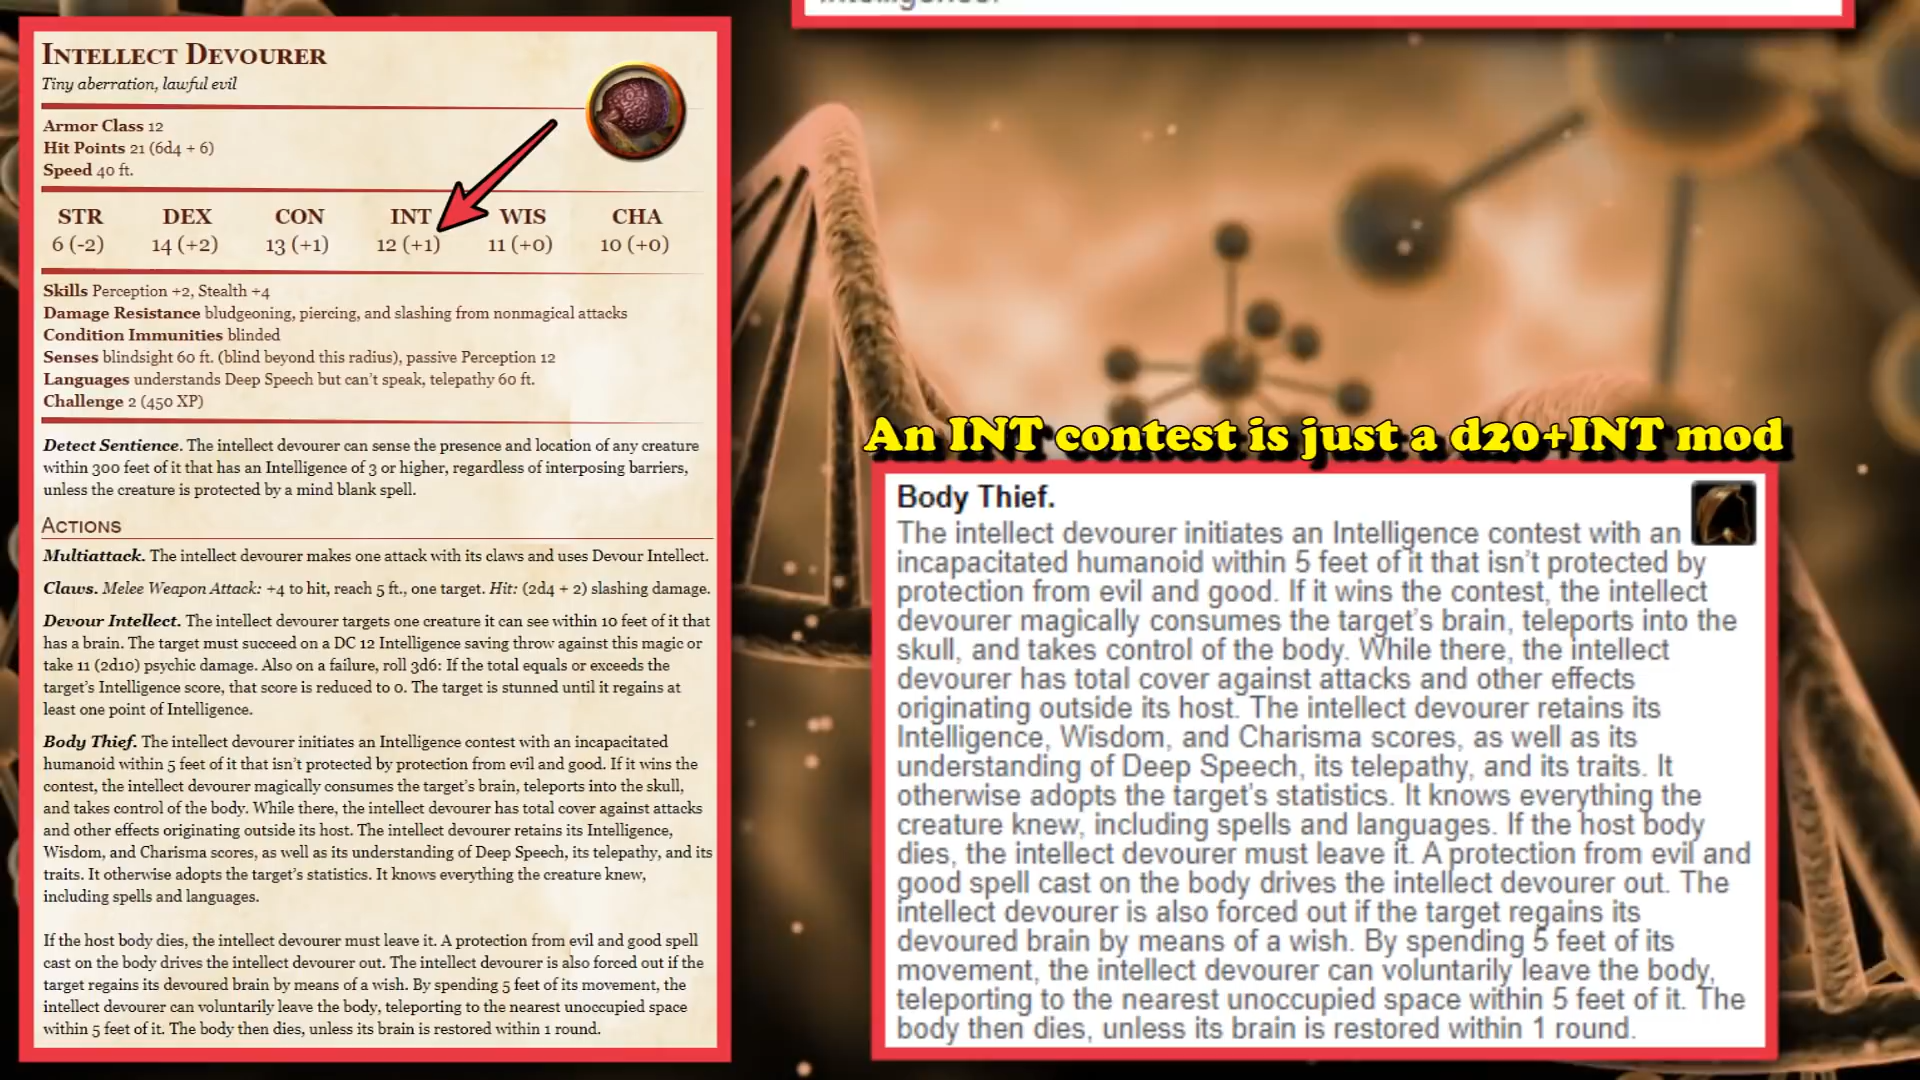 INTELLECT DEVOURER
Tiny aberration, lawful evil
Armor Class 12
Hit Points 21 (6d4 + 6)
Speed 40 ft.
STR DEX CON INT WIS CHA
6 (-2) 14 (+2) 13 (+1) 12 (+1) 11 (+0) 10 (+0)
Skills Perception +2, Stealth +4
Damage Resistance bludgeoning, piercing, and slashing from nonmagical attacks
Condition Immunities blinded
Senses blindsight 60 ft. (blind beyond this radius), passive Perception 12
Languages understands Deep Speech but can't speak, telepathy 60 ft.
Challenge 2 (450 XP)
Detect Sentience. The intellect devourer can sense the presence and location of any creature
within 300 feet of it that has an Intelligence of 3 or higher, regardless of interposing barriers,
unless the creature is protected by a mind blank spell.
ACTIONS
Multiattack. The intellect devourer makes one attack with its claws and uses Devour Intellect.
Claws. Melee Weapon Attack: +4 to hit, reach 5 ft., one target. Hit: (2d4 + 2) slashing damage.
Devour Intellect. The intellect devourer targets one creature it can see within 10 feet of it that
has a brain. The target must succeed on a DC 12 Intelligence saving throw against this magic or
take 11 (2d10) psychic damage. Also on a failure, roll 3d6: If the total equals or exceeds the
target's Intelligence score, that score is reduced to 0. The target is stunned until it regains at
least one point of Intelligence.
Body Thief. The intellect devourer initiates an Intelligence contest with an incapacitated
humanoid within 5 feet of it that isn't protected by protection from evil and good. If it wins the
contest, the intellect devourer magically consumes the target's brain, teleports into the skull,
and takes control of the body. While there, the intellect devourer has total cover against attacks
and other effects originating outside its host. The intellect devourer retains its Intelligence,
Wisdom, and Charisma scores, as well as its understanding of Deep Speech, its telepathy, and its
traits. It otherwise adopts the target's statistics. It knows everything the creature knew,
including spells and languages.
If the host body dies, the intellect devourer must leave it. A protection from evil and good spell
cast on the body drives the intellect devourer out. The intellect devourer is also forced out if the
target regains its devoured brain by means of a wish. By spending 5 feet of its movement, the
intellect devourer can voluntarily leave the body, teleporting to the nearest unoccupied space
within 5 feet of it. The body then dies, unless its brain is restored within 1 round.
An INT contest is just a d20+INT mod
Body Thief.
The intellect devourer initiates an Intelligence contest with an
incapacitated humanoid within 5 feet of it that isn't protected by
protection from evil and good. If it wins the contest, the intellect
devourer magically consumes the target's brain, teleports into the
skull, and takes control of the body. While there, the intellect
devourer has total cover against attacks and other effects
originating outside its host. The intellect devourer retains its
Intelligence, Wisdom, and Charisma scores, as well as its
understanding of Deep Speech, its telepathy, and its traits. It
otherwise adopts the target's statistics. It knows everything the
creature knew, including spells and languages. If the host body
dies, the intellect devourer must leave it. A protection from evil and
good spell cast on the body drives the intellect devourer out. The
intellect devourer is also forced out if the target regains its
devoured brain by means of a wish. By spending 5 feet of its
movement, the intellect devourer can voluntarily leave the body,
teleporting to the nearest unoccupied space within 5 feet of it. The
body then dies, unless its brain is restored within 1 round.